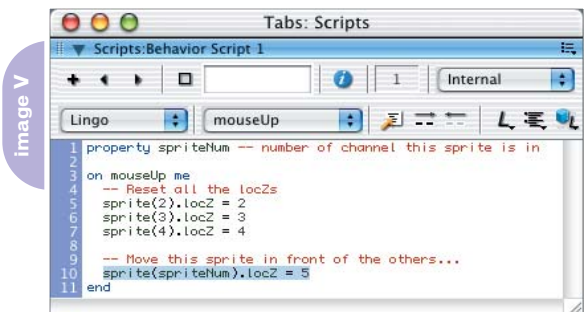 image V
Tabs: Scripts
Scripts:Behavior Script 1
1
Internal
Lingo
mouseUp
1 property spriteNum -- number of channel this sprite is in
2
3 on mouseUp me
4 -- Reset all the locZs
5 sprite(2).locZ = 2
6 sprite(3).locZ = 3
7 sprite(4).locZ = 4
8
9 -- Move this sprite in front of the others...
10 sprite(spriteNum).locZ = 5
11 end